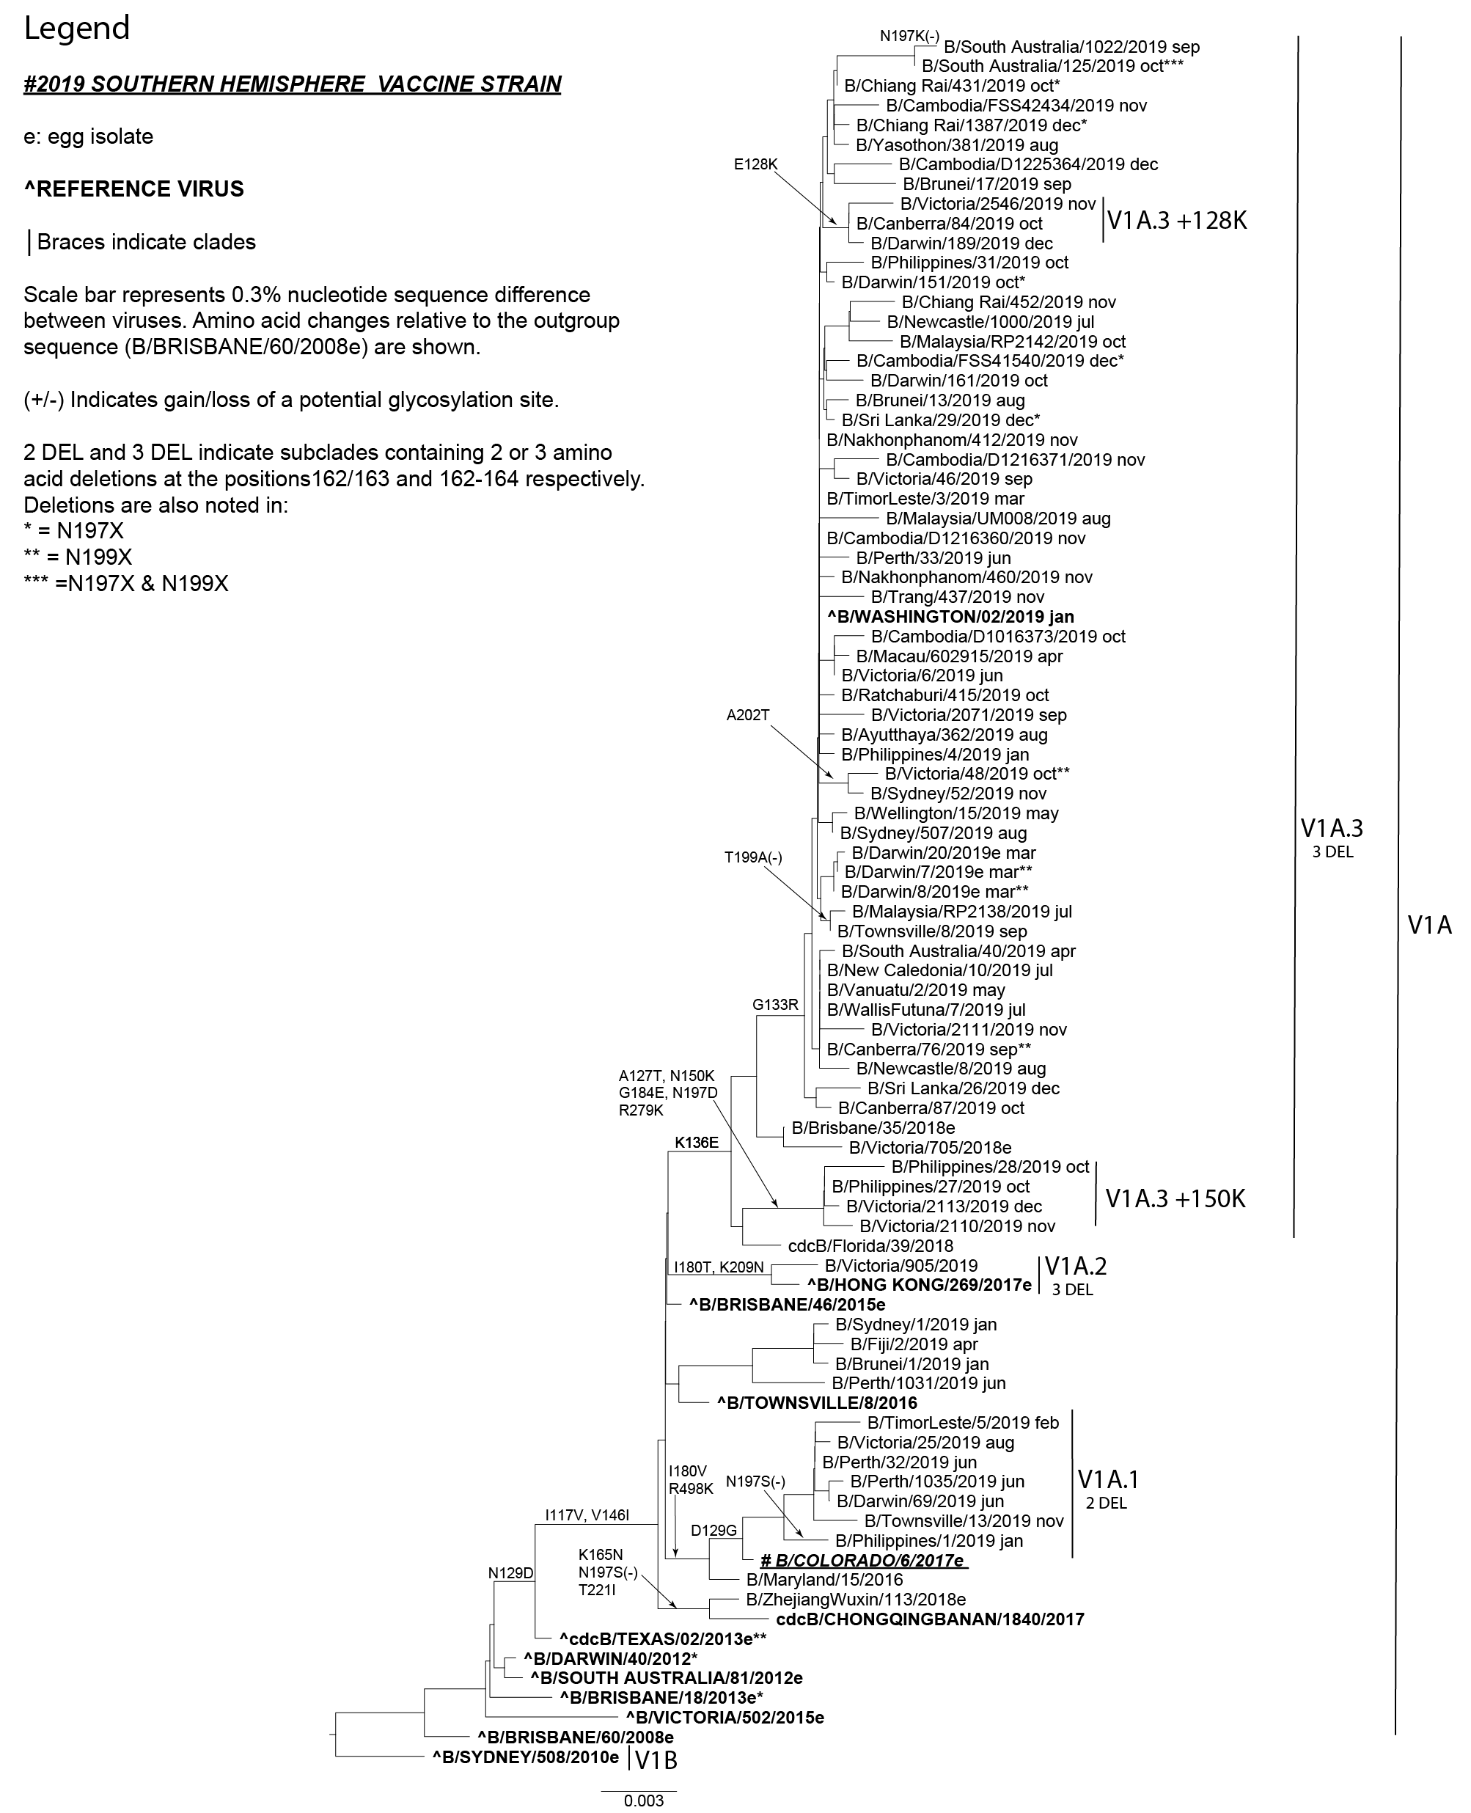 Legend
#2019 SOUTHERN HEMISPHERE VACCINE STRAIN
e: egg isolate
^REFERENCE VIRUS
Braces indicate clades
Scale bar represents 0.3% nucleotide sequence difference
between viruses. Amino acid changes relative to the outgroup
sequence (B/BRISBANE/60/2008e) are shown.
(+/-) Indicates gain/loss of a potential glycosylation site.
2 DEL and 3 DEL indicate subclades containing 2 or 3 amino
acid deletions at the positions162/163 and 162-164 respectively.
Deletions are also noted in:
* = N197X
** = N199X
*** =N197X & N199X
N197K(-)
B/South Australia/1022/2019 sep
B/South Australia/125/2019 oct***
B/Chiang Rai/431/2019 oct*
B/Cambodia/FSS42434/2019 nov
B/Chiang Rai/1387/2019 dec*
B/Yasothon/381/2019 aug
E128K
B/Cambodia/D1225364/2019 dec
B/Brunei/17/2019 sep
B/Victoria/2546/2019 nov
B/Canberra/84/2019 oct
V1A.3 +128K
B/Darwin/189/2019 dec
B/Philippines/31/2019 oct
B/Darwin/151/2019 oct*
B/Chiang Rai/452/2019 nov
B/Newcastle/1000/2019 jul
B/Malaysia/RP2142/2019 oct
B/Cambodia/FSS41540/2019 dec*
B/Darwin/161/2019 oct
B/Brunei/13/2019 aug
B/Sri Lanka/29/2019 dec*
B/Nakhonphanom/412/2019 nov
B/Cambodia/D1216371/2019 nov
B/Victoria/46/2019 sep
B/TimorLeste/3/2019 mar
B/Malaysia/UM008/2019 aug
B/Cambodia/D1216360/2019 nov
B/Perth/33/2019 jun
B/Nakhonphanom/460/2019 nov
B/Trang/437/2019 nov
^B/WASHINGTON/02/2019 jan
B/Cambodia/D1016373/2019 oct
B/Macau/602915/2019 apr
B/Victoria/6/2019 jun
B/Ratchaburi/415/2019 oct
A202T
B/Victoria/2071/2019 sep
B/Ayutthaya/362/2019 aug
B/Philippines/4/2019 jan
B/Victoria/48/2019 oct**
B/Sydney/52/2019 nov
B/Wellington/15/2019 may
B/Sydney/507/2019 aug
V1A.3
3 DEL
T199A(-)
B/Darwin/20/2019e mar
B/Darwin/7/2019e mar**
B/Darwin/8/2019e mar**
B/Malaysia/RP2138/2019 jul
B/Townsville/8/2019 sep
V1A
B/South Australia/40/2019 apr
B/New Caledonia/10/2019 jul
B/Vanuatu/2/2019 may
G133R
B/WallisFutuna/7/2019 jul
B/Victoria/2111/2019 nov
B/Canberra/76/2019 sep**
B/Newcastle/8/2019 aug
A127T, N150K
G184E, N197D
R279K
B/Sri Lanka/26/2019 dec
B/Canberra/87/2019 oct
B/Brisbane/35/2018e
K136E
B/Victoria/705/2018e
B/Philippines/28/2019 oct
B/Philippines/27/2019 oct
V1A.3 +150K
B/Victoria/2113/2019 dec
B/Victoria/2110/2019 nov
cdcB/Florida/39/2018
I180T, K209N
B/Victoria/905/2019
^B/HONG KONG/269/2017e
V1A.2
3 DEL
^B/BRISBANE/46/2015e
B/Sydney/1/2019 jan
B/Fiji/2/2019 apr
B/Brunei/1/2019 jan
B/Perth/1031/2019 jun
^B/TOWNSVILLE/8/2016
B/TimorLeste/5/2019 feb
B/Victoria/25/2019 aug
B/Perth/32/2019 jun
I180V
R498K
N197S(-)
B/Perth/1035/2019 jun
V1A.1
2 DEL
B/Darwin/69/2019 jun
B/Townsville/13/2019 nov
I117V, V146I
D129G
B/Philippines/1/2019 jan
# B/COLORADO/6/2017e
K165N
N197S(-)
T221I
N129D
B/Maryland/15/2016
B/ZhejiangWuxin/113/2018e
cdcB/CHONGQINGBANAN/1840/2017
^cdcB/TEXAS/02/2013e**
^B/DARWIN/40/2012*
^B/SOUTH AUSTRALIA/81/2012e
^B/BRISBANE/18/2013e*
^B/VICTORIA/502/2015e
^B/BRISBANE/60/2008e
^B/SYDNEY/508/2010e
V1B
0.003